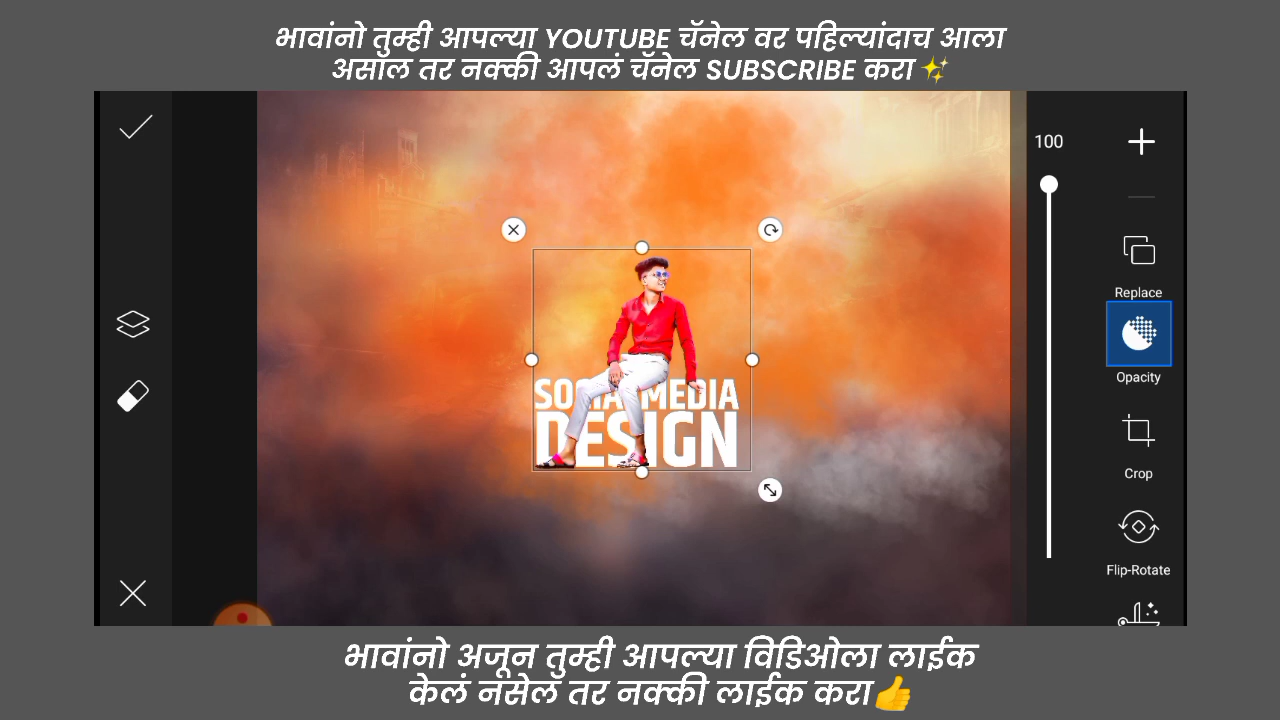 भावांनो तुम्ही आपल्या YOUTUBE चॅनेल वर पहिल्यांदाच आला
असाल तर नक्की आपलं चॅनेल SUBSCRIBE करा ✨
100
Replace
Opacity
SOCIAL MEDIA
DESIGN
Crop
Flip-Rotate
भावांनो अजून तुम्ही आपल्या विडिओला लाईक
केलं नसेल तर नक्की लाईक करा👍